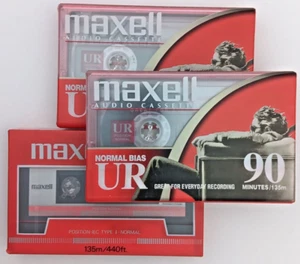 maxell
AUDIO CASSETTE
UR
NORMAL BIAS
maxell
AUDIO CASSETTE
UR
NORMAL BIAS
UR
90
GREAT FOR EVERYDAY RECORDING
MINUTES/135m
max
maxell
POSITION IEC TYPE I NORMAL
135m/440ft.